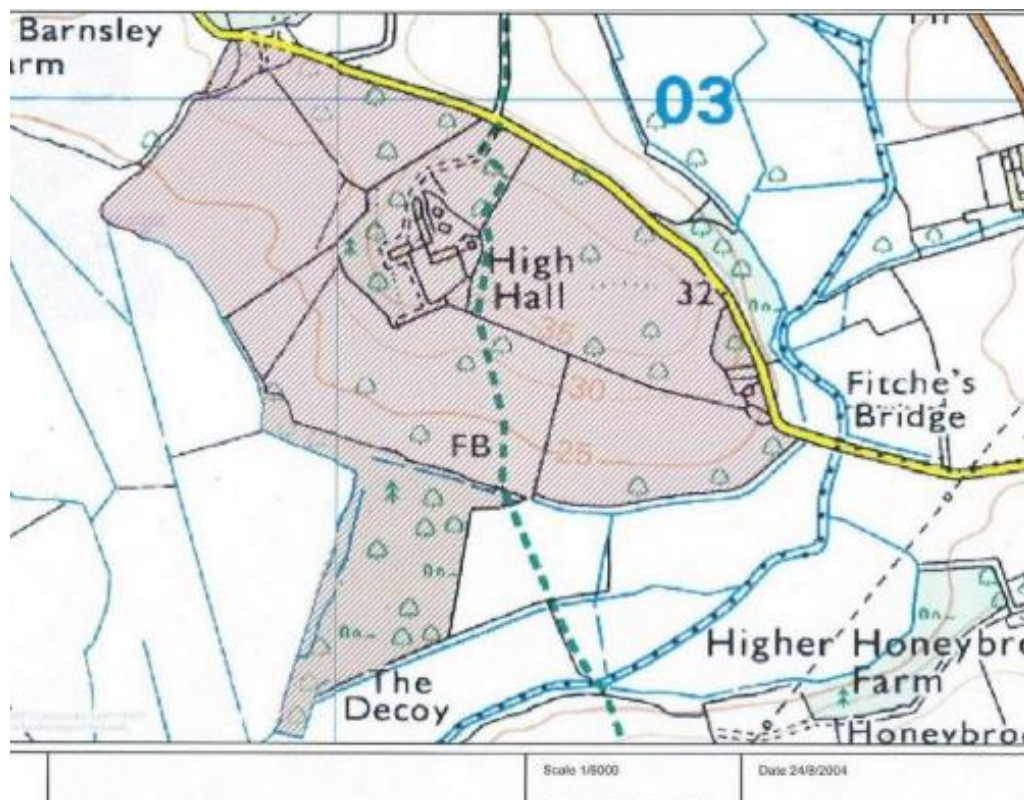 Barnsley
arm
03
High
Hall
32
35
30
25
FB
Fitche's
Bridge
Higher Honeybro
Farm
The
Decoy
Honeybro
Scale 1/6000
Date 24/8/2004